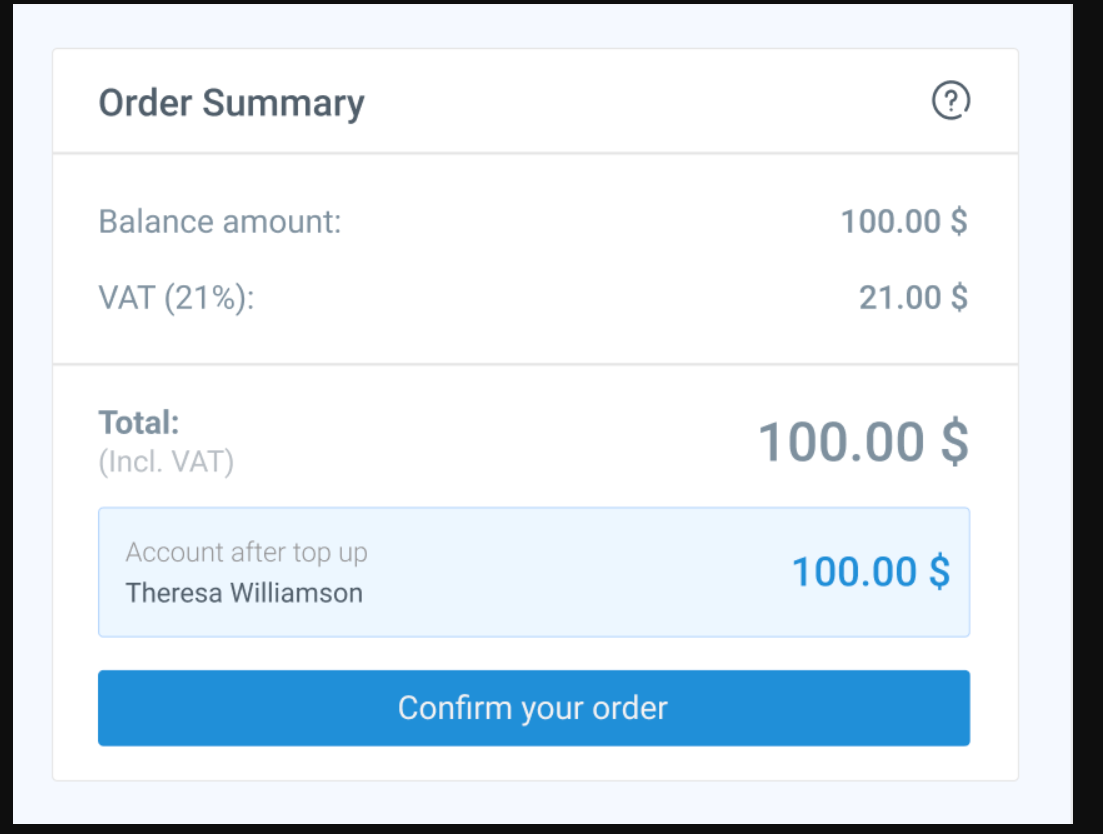 Order Summary
Balance amount: 100.00 $
VAT (21%): 21.00 $
Total:
(Incl. VAT)
100.00 $
Account after top up
Theresa Williamson
100.00 $
Confirm your order